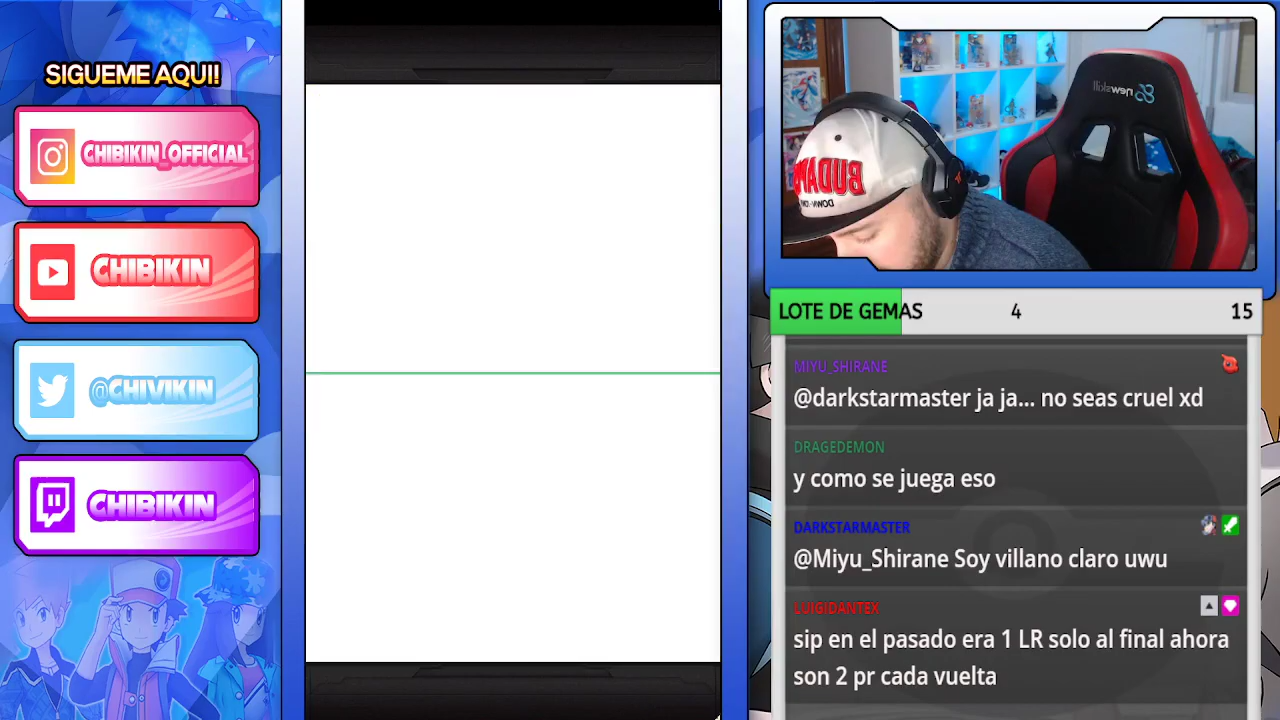 SIGUEME AQUI!
CHIBIKIN_OFFICIAL
CHIBIKIN
@CHIVIKIN
CHIBIKIN
newskill
BUDAWA
LOTE DE GEMAS 4 15
MIYU_SHIRANE
@darkstarmaster ja ja... no seas cruel xd
DRAGEDEMON
y como se juega eso
DARKSTARMASTER
@Miyu_Shirane Soy villano claro uwu
LUIGIDANTEX
sip en el pasado era 1 LR solo al final ahora
son 2 pr cada vuelta